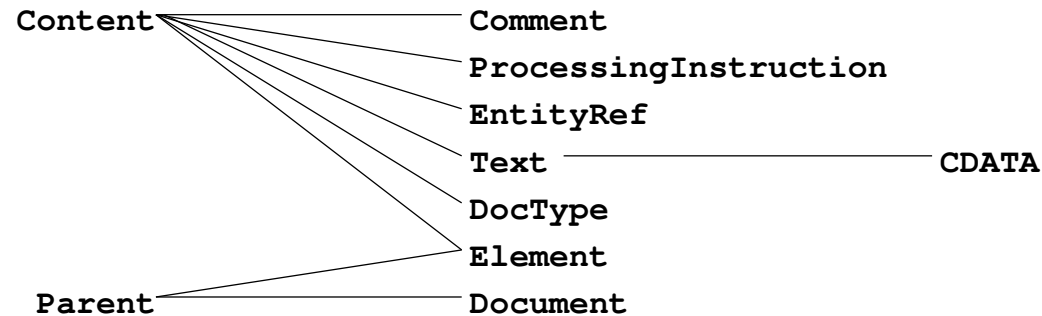 Content Comment
ProcessingInstruction
EntityRef
Text CDATA
DocType
Element
Parent Document